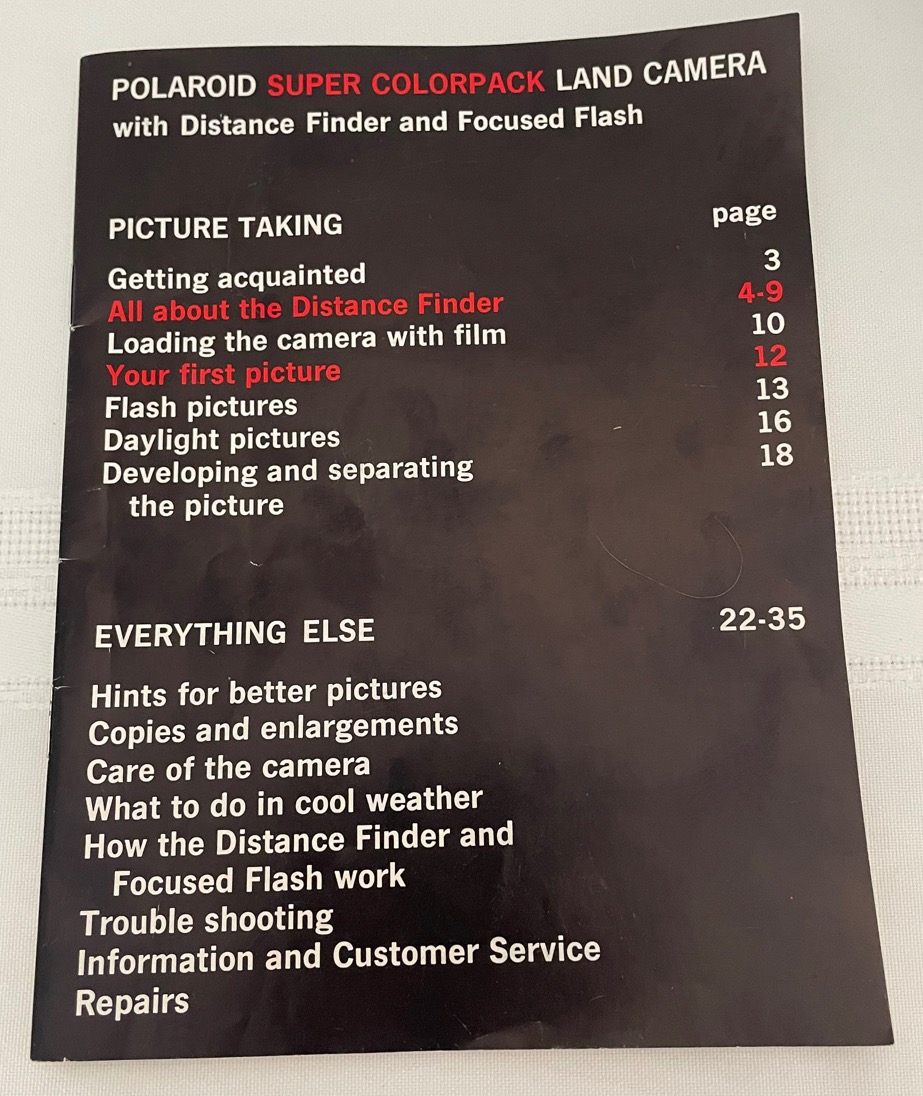 POLAROID SUPER COLORPACK LAND CAMERA
with Distance Finder and Focused Flash
PICTURE TAKING page
Getting acquainted 3
All about the Distance Finder 4-9
Loading the camera with film 10
Your first picture 12
Flash pictures 13
Daylight pictures 16
Developing and separating 18
the picture
EVERYTHING ELSE 22-35
Hints for better pictures
Copies and enlargements
Care of the camera
What to do in cool weather
How the Distance Finder and
Focused Flash work
Trouble shooting
Information and Customer Service
Repairs